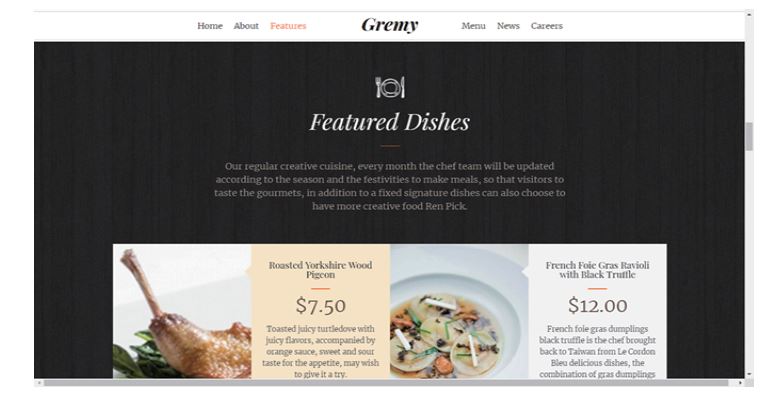 Home About Features Gremy Menu News Careers
Featured Dishes
Our regular creative cuisine, every month the chef team will be updated
according to the season and the festivities to make meals, so that visitors to
taste the gourmets, in addition to a fixed signature dishes can also choose to
have more creative food Ren Pick.
Roasted Yorkshire Wood
Pigeon
$7.50
Toasted juicy turtledove with
juicy flavors, accompanied by
orange sauce, sweet and sour
taste for the appetite, may wish
to give it a try.
French Foie Gras Ravioli
with Black Truffle
$12.00
French foie gras dumplings
black truffle is the chef brought
back to Taiwan from Le Cordon
Bleu delicious dishes, the
combination of gras dumplings